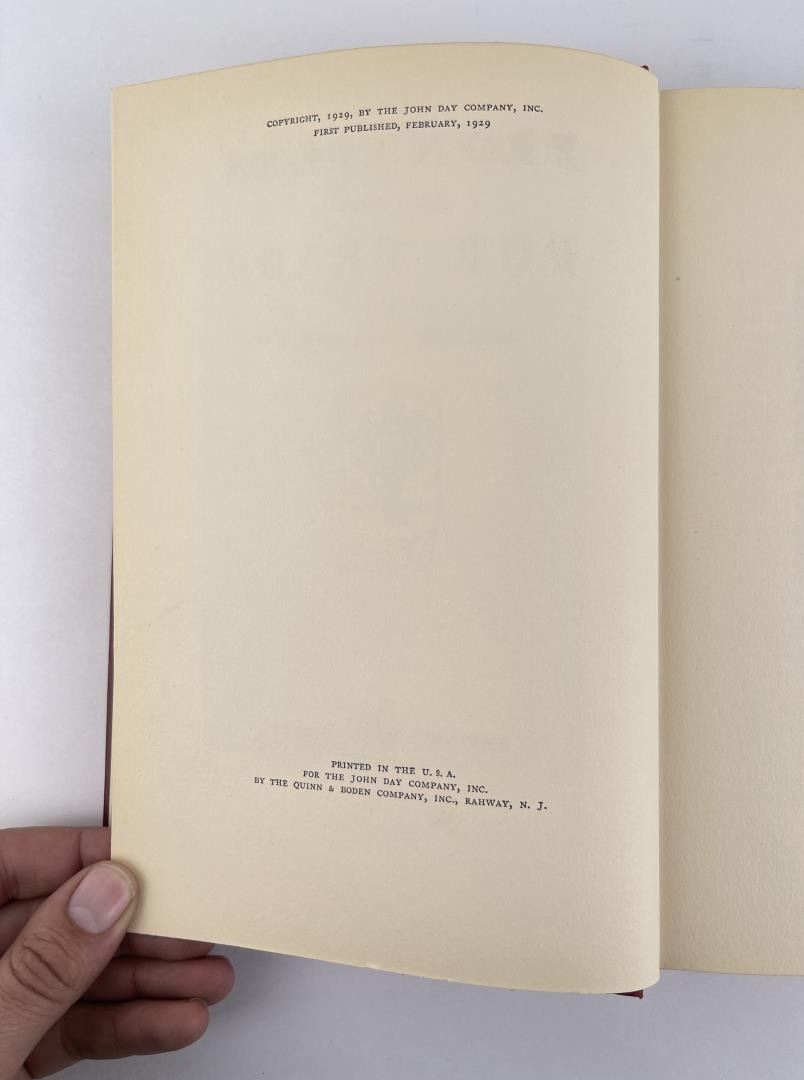 COPYRIGHT, 1929, BY THE JOHN DAY COMPANY, INC.
FIRST PUBLISHED, FEBRUARY, 1929
PRINTED IN THE U. S. A.
FOR THE JOHN DAY COMPANY, INC.
BY THE QUINN & BODEN COMPANY, INC., RAHWAY, N. J.